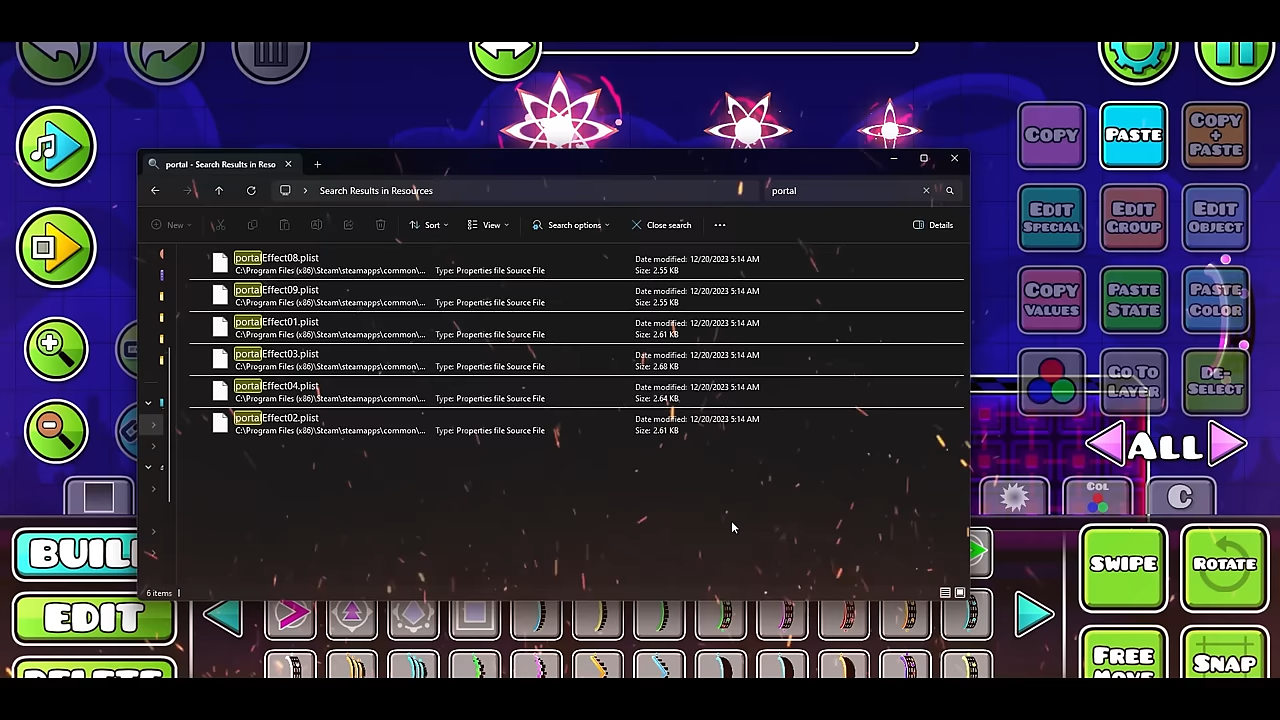 COPY
PASTE
COPY
+
PASTE
EDIT
SPECIAL
EDIT
GROUP
EDIT
OBJECT
COPY
VALUES
PASTE
STATE
PASTE
COLOR
GO TO
LAYER
DE-
SELECT
ALL
COL
C
portal - Search Results in Reso
Search Results in Resources
portal
New
Sort
View
Search options
Close search
Details
portalEffect08.plist
C:\Program Files (x86)\Steam\steamapps\common\... Type: Properties file Source File
Date modified: 12/20/2023 5:14 AM
Size: 2.55 KB
portalEffect09.plist
C:\Program Files (x86)\Steam\steamapps\common\... Type: Properties file Source File
Date modified: 12/20/2023 5:14 AM
Size: 2.55 KB
portalEffect01.plist
C:\Program Files (x86)\Steam\steamapps\common\... Type: Properties file Source File
Date modified: 12/20/2023 5:14 AM
Size: 2.61 KB
portalEffect03.plist
C:\Program Files (x86)\Steam\steamapps\common\... Type: Properties file Source File
Date modified: 12/20/2023 5:14 AM
Size: 2.68 KB
portalEffect04.plist
C:\Program Files (x86)\Steam\steamapps\common\... Type: Properties file Source File
Date modified: 12/20/2023 5:14 AM
Size: 2.64 KB
portalEffect02.plist
C:\Program Files (x86)\Steam\steamapps\common\... Type: Properties file Source File
Date modified: 12/20/2023 5:14 AM
Size: 2.61 KB
6 items
BUIL
EDIT
DELETE
SWIPE
ROTATE
FREE
MOVE
SNAP